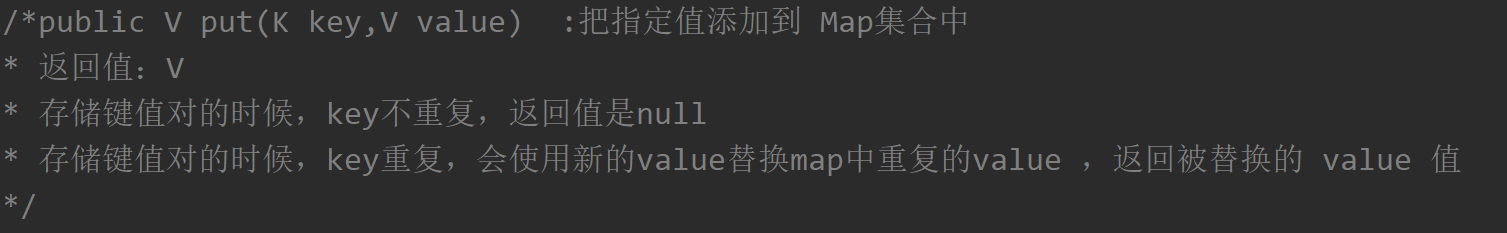 /*public V put(K key,V value)  :把指定值添加到 Map集合中
* 返回值：V
* 存储键值对的时候，key不重复，返回值是null
* 存储键值对的时候，key重复，会使用新的value替换map中重复的value ，返回被替换的 value 值
*/